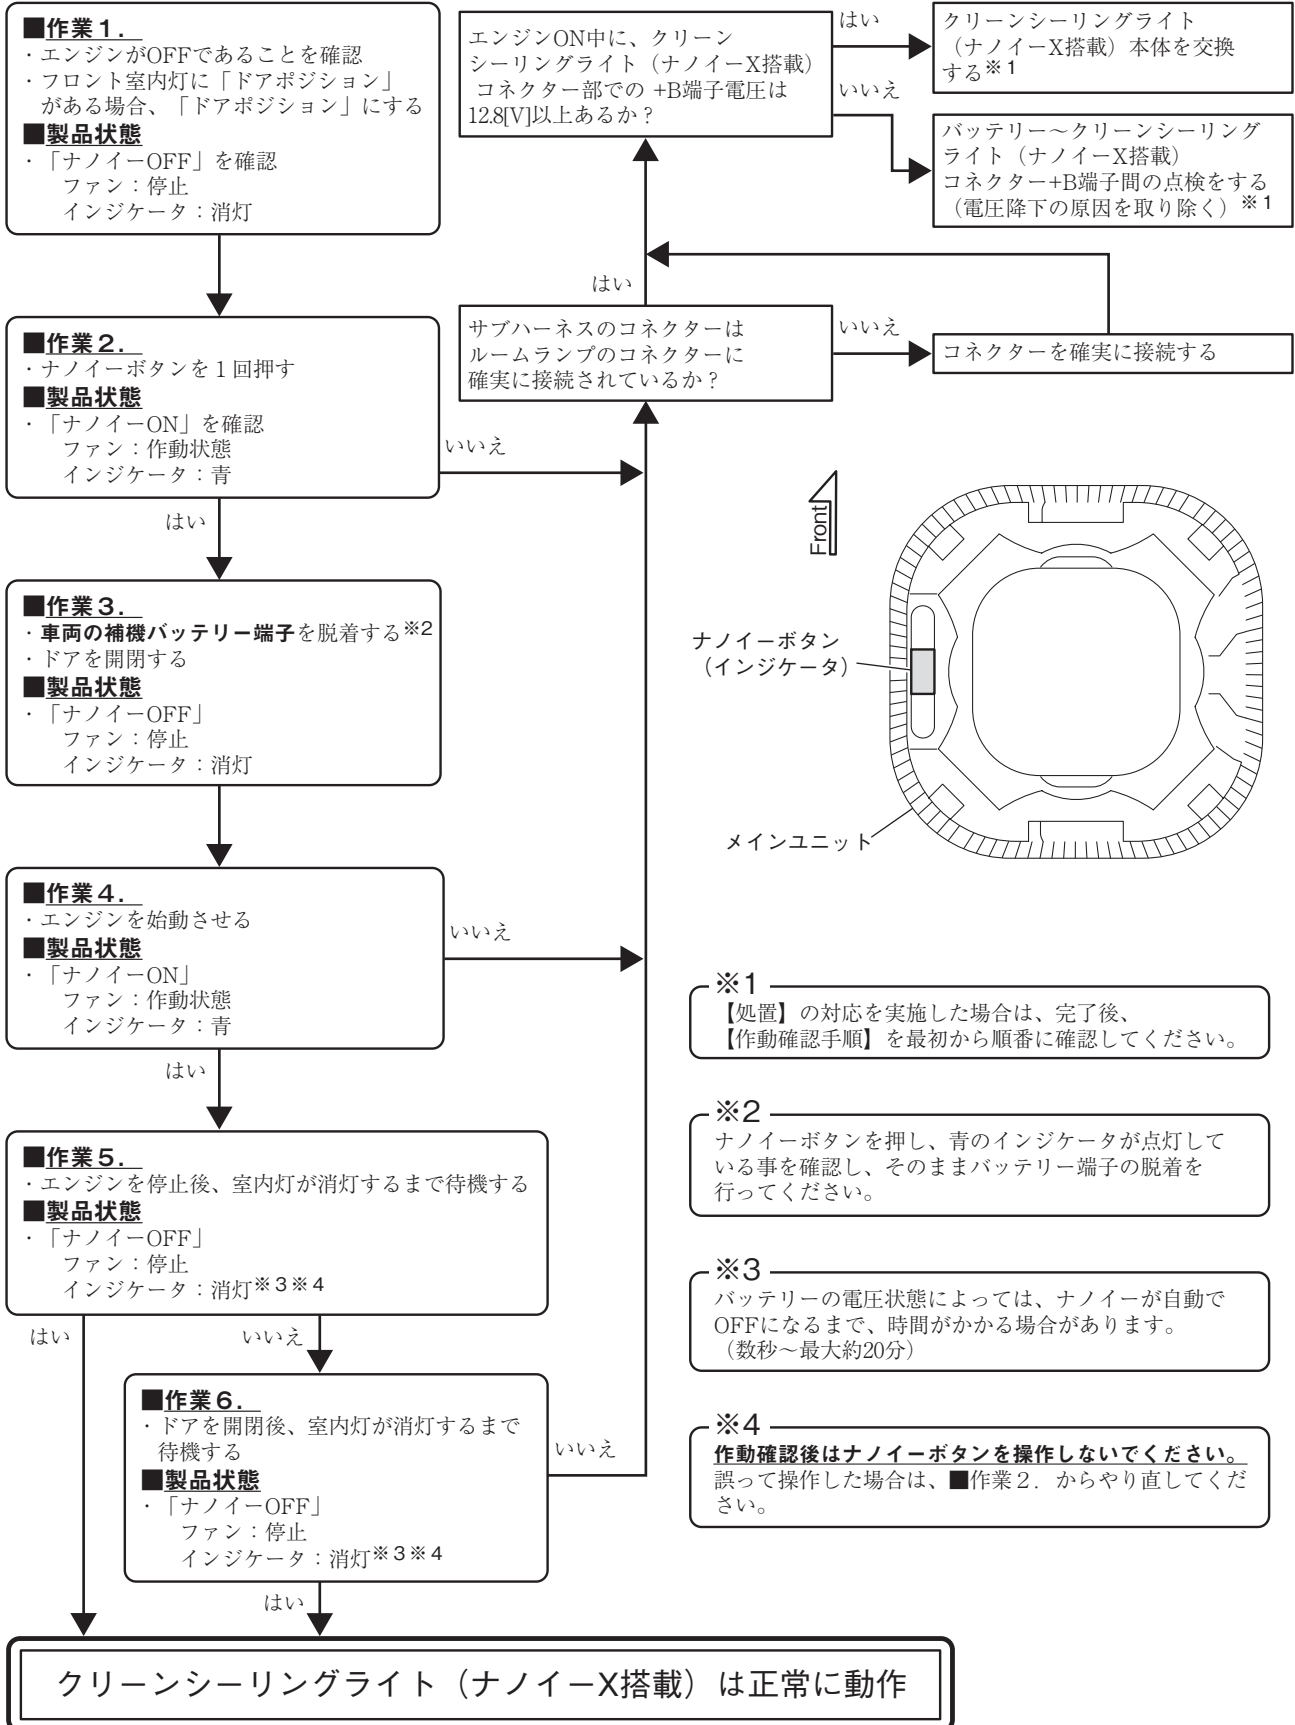 ■作業１．
・エンジンがOFFであることを確認
・フロント室内灯に「ドアポジション」
がある場合、「ドアポジション」にする
■製品状態
・「ナノイーOFF」を確認
ファン：停止
インジケータ：消灯
■作業２．
・ナノイーボタンを１回押す
■製品状態
・「ナノイーON」を確認
ファン：作動状態
インジケータ：青
いいえ
はい
■作業３．
・車両の補機バッテリー端子を脱着する※2
・ドアを開閉する
■製品状態
・「ナノイーOFF」
ファン：停止
インジケータ：消灯
■作業４．
・エンジンを始動させる
■製品状態
・「ナノイーON」
ファン：作動状態
インジケータ：青
いいえ
はい
■作業５．
・エンジンを停止後、室内灯が消灯するまで待機する
■製品状態
・「ナノイーOFF」
ファン：停止
インジケータ：消灯※３※４
はい
いいえ
■作業６．
・ドアを開閉後、室内灯が消灯するまで
待機する
■製品状態
・「ナノイーOFF」
ファン：停止
インジケータ：消灯※３※４
いいえ
はい
クリーンシーリングライト（ナノイーX搭載）は正常に動作
エンジンON中に、クリーン
シーリングライト（ナノイーX搭載）
コネクター部での +B端子電圧は
12.8[V]以上あるか？
はい
いいえ
クリーンシーリングライト
（ナノイーX搭載）本体を交換
する※１
バッテリー～クリーンシーリング
ライト（ナノイーX搭載）
コネクター+B端子間の点検をする
（電圧降下の原因を取り除く）※１
はい
サブハーネスのコネクターは
ルームランプのコネクターに
確実に接続されているか？
いいえ
コネクターを確実に接続する
Front
ナノイーボタン
（インジケータ）
メインユニット
※1
【処置】の対応を実施した場合は、完了後、
【作動確認手順】を最初から順番に確認してください。
※2
ナノイーボタンを押し、青のインジケータが点灯して
いる事を確認し、そのままバッテリー端子の脱着を
行ってください。
※3
バッテリーの電圧状態によっては、ナノイーが自動で
OFFになるまで、時間がかかる場合があります。
（数秒～最大約20分）
※4
作動確認後はナノイーボタンを操作しないでください。
誤って操作した場合は、■作業２．からやり直してくだ
さい。